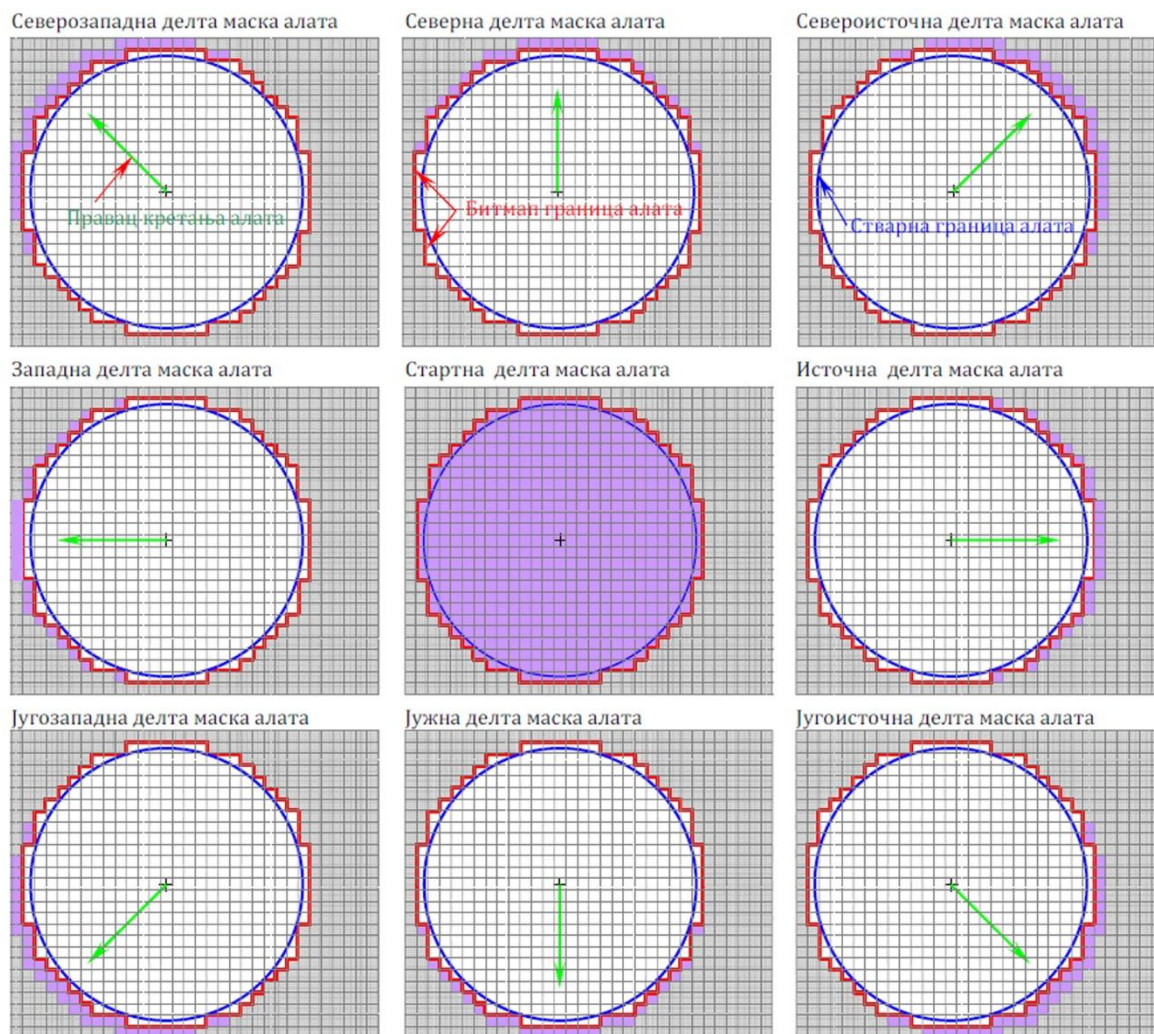 Северозападна делта маска алата
Северна делта маска алата
Североисточна делта маска алата
Правац кретања алата
Битмап граница алата
Стварна граница алата
Западна делта маска алата
Стартна делта маска алата
Источна делта маска алата
Југозападна делта маска алата
Јужна делта маска алата
Југоисточна делта маска алата